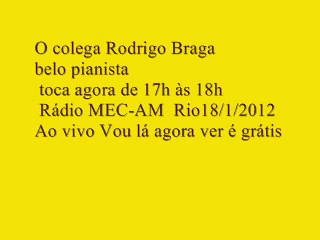 O colega Rodrigo Braga
belo pianista
toca agora de 17h às 18h
Rádio MEC-AM  Rio18/1/2012
Ao vivo Vou lá agora ver é grátis